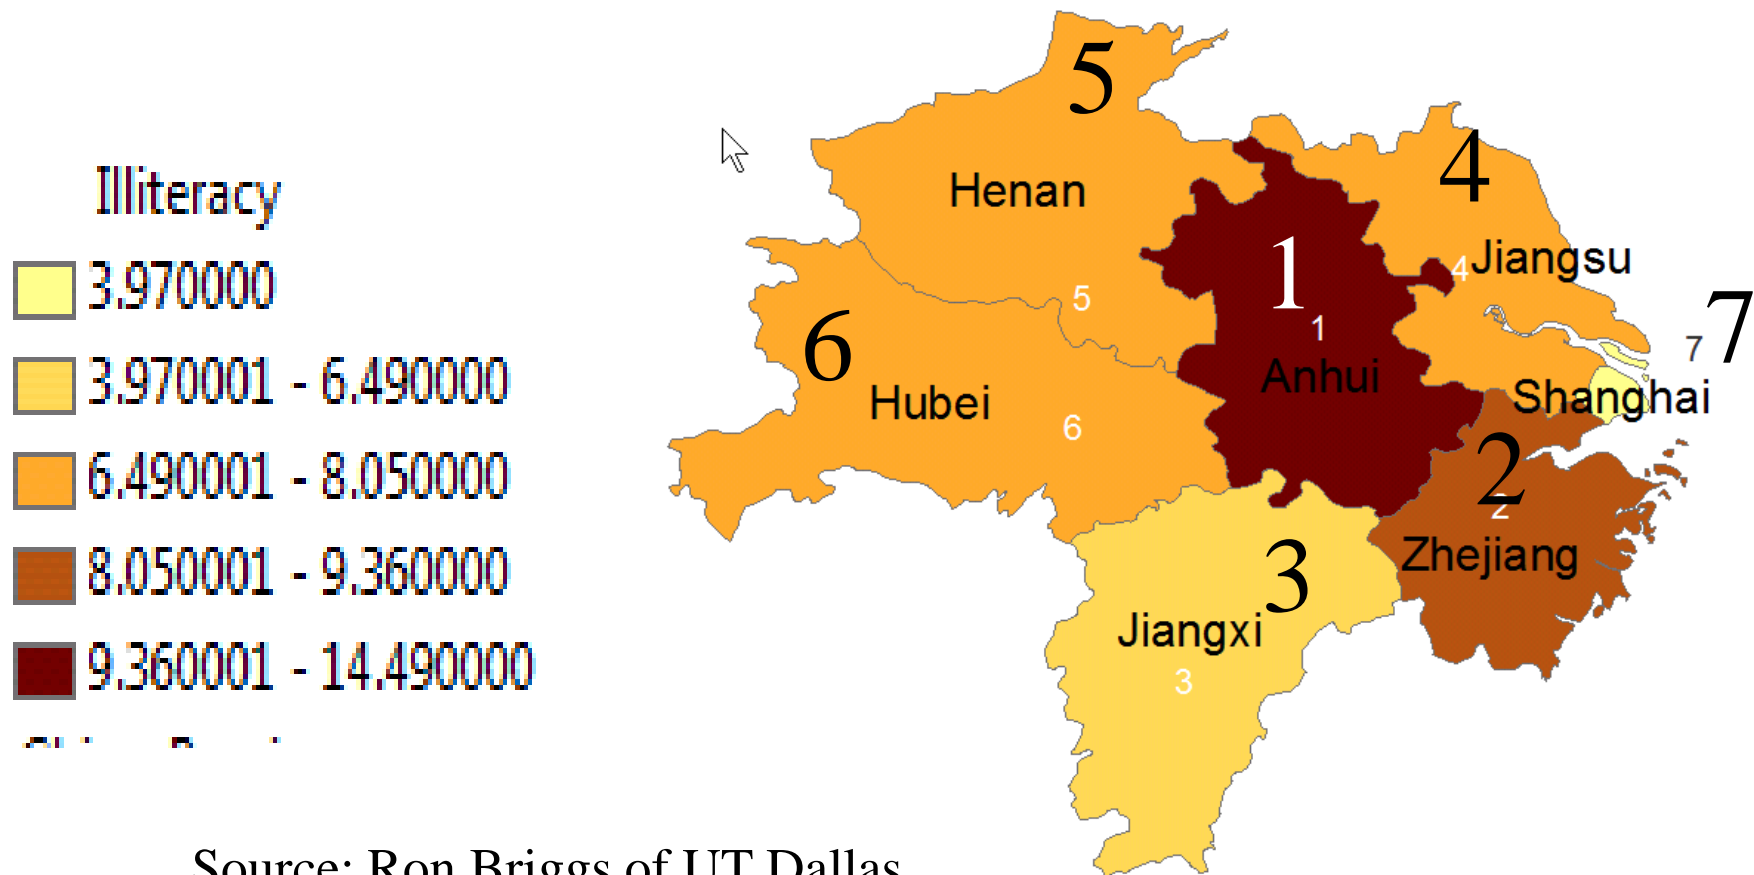 Illiteracy
3.970000
3.970001 - 6.490000
6.490001 - 8.050000
8.050001 - 9.360000
9.360001 - 14.490000
5
Henan
5
4
Jiangsu
4
1
1
Anhui
7
7
Shanghai
6
Hubei
6
2
2
Zhejiang
3
Jiangxi
3
Source: Ron Briggs of UT Dallas